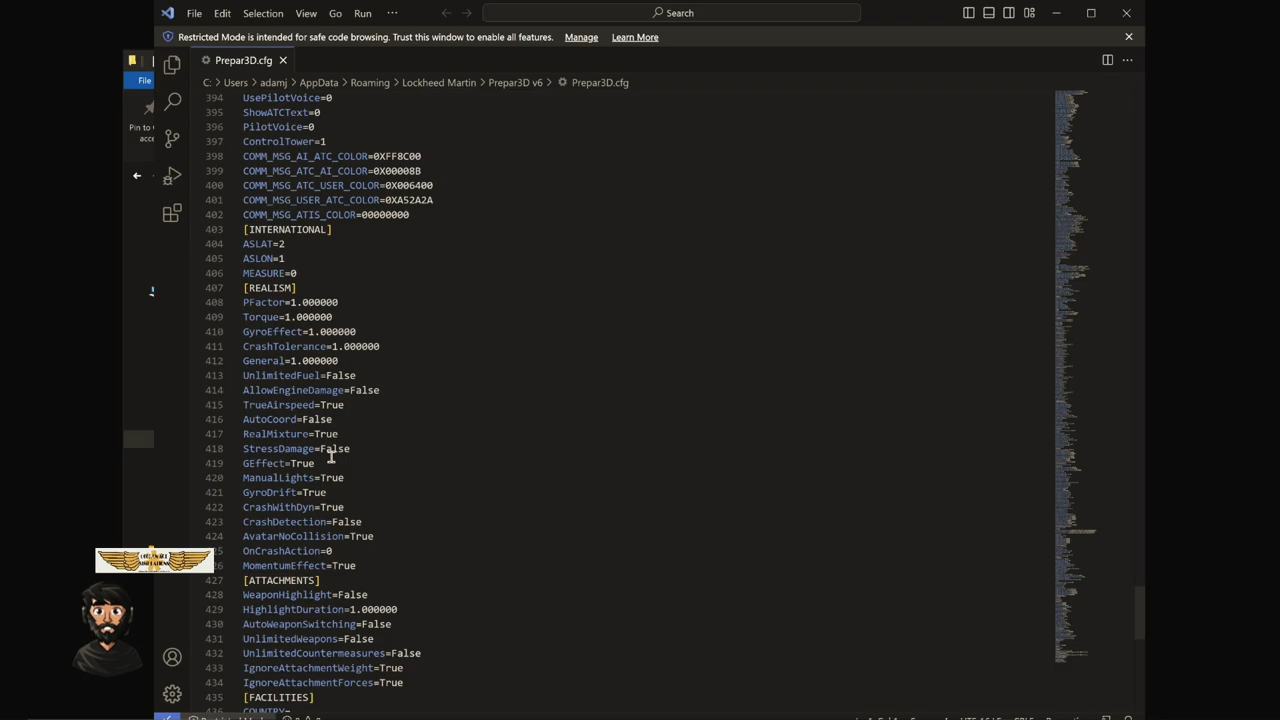 File Edit Selection View Go Run ··· Search
Restricted Mode is intended for safe code browsing. Trust this window to enable all features. Manage Learn More
Prepar3D.cfg
File
C: > Users > adamj > AppData > Roaming > Lockheed Martin > Prepar3D v6 > Prepar3D.cfg
Pin to
acce
394 UsePilotVoice=0
395 ShowATCText=0
396 PilotVoice=0
397 ControlTower=1
398 COMM_MSG_AI_ATC_COLOR=0XFF8C00
399 COMM_MSG_ATC_AI_COLOR=0X00008B
400 COMM_MSG_ATC_USER_COLOR=0X006400
401 COMM_MSG_USER_ATC_COLOR=0XA52A2A
402 COMM_MSG_ATIS_COLOR=00000000
403 [INTERNATIONAL]
404 ASLAT=2
405 ASLON=1
406 MEASURE=0
407 [REALISM]
408 PFactor=1.000000
409 Torque=1.000000
410 GyroEffect=1.000000
411 CrashTolerance=1.000000
412 General=1.000000
413 UnlimitedFuel=False
414 AllowEngineDamage=False
415 TrueAirspeed=True
416 AutoCoord=False
417 RealMixture=True
418 StressDamage=False
419 GEffect=True
420 ManualLights=True
421 GyroDrift=True
422 CrashWithDyn=True
423 CrashDetection=False
424 AvatarNoCollision=True
25 OnCrashAction=0
26 MomentumEffect=True
427 [ATTACHMENTS]
428 WeaponHighlight=False
429 HighlightDuration=1.000000
430 AutoWeaponSwitching=False
431 UnlimitedWeapons=False
432 UnlimitedCountermeasures=False
433 IgnoreAttachmentWeight=True
434 IgnoreAttachmentForces=True
435 [FACILITIES]
436 COUNTRY=